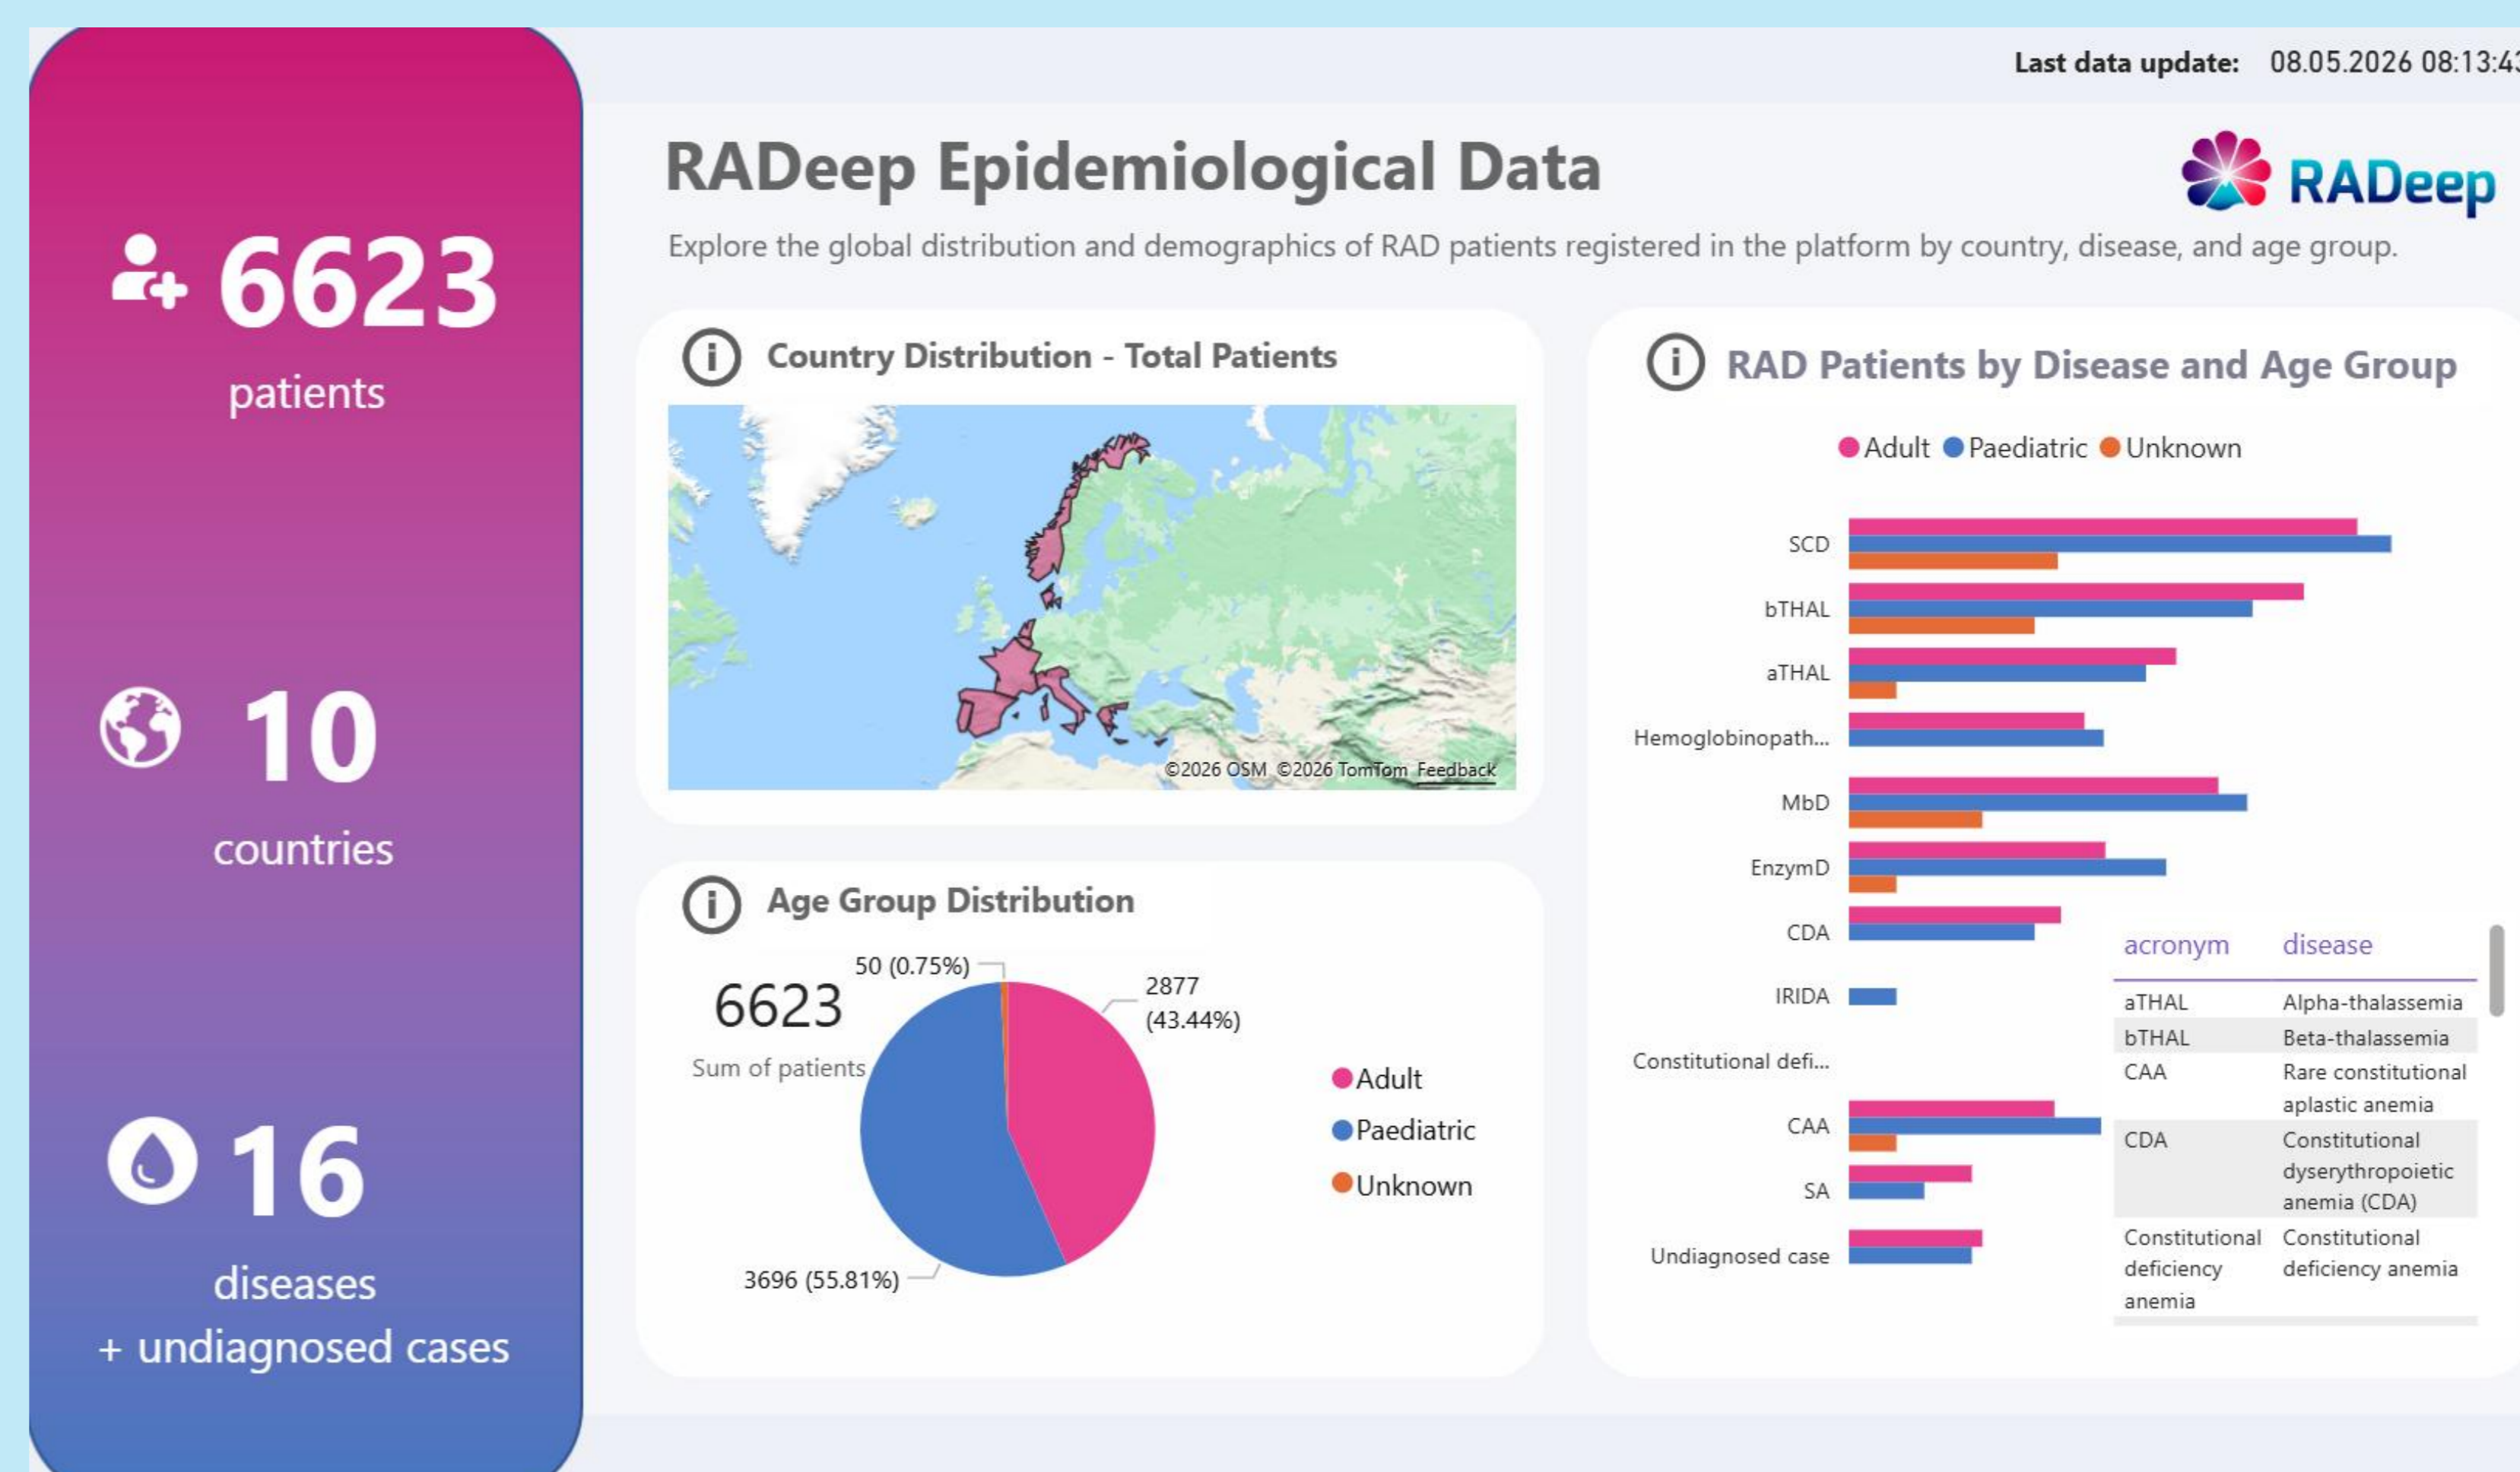 Last data update: 08.05.2026 08:13:43
6623
patients
10
countries
16
diseases
+ undiagnosed cases
RADeep Epidemiological Data
RADeep
Explore the global distribution and demographics of RAD patients registered in the platform by country, disease, and age group.
Country Distribution - Total Patients
©2026 OSM ©2026 TomTom Feedback
Age Group Distribution
6623
Sum of patients
50 (0.75%)
2877
(43.44%)
3696 (55.81%)
Adult
Paediatric
Unknown
RAD Patients by Disease and Age Group
Adult Paediatric Unknown
SCD
bTHAL
aTHAL
Hemoglobinopath...
MbD
EnzymD
CDA
IRIDA
Constitutional defi...
CAA
SA
Undiagnosed case
acronym disease
aTHAL Alpha-thalassemia
bTHAL Beta-thalassemia
CAA Rare constitutional
aplastic anemia
CDA Constitutional
dyserythropoietic
anemia (CDA)
Constitutional Constitutional
deficiency deficiency anemia
anemia